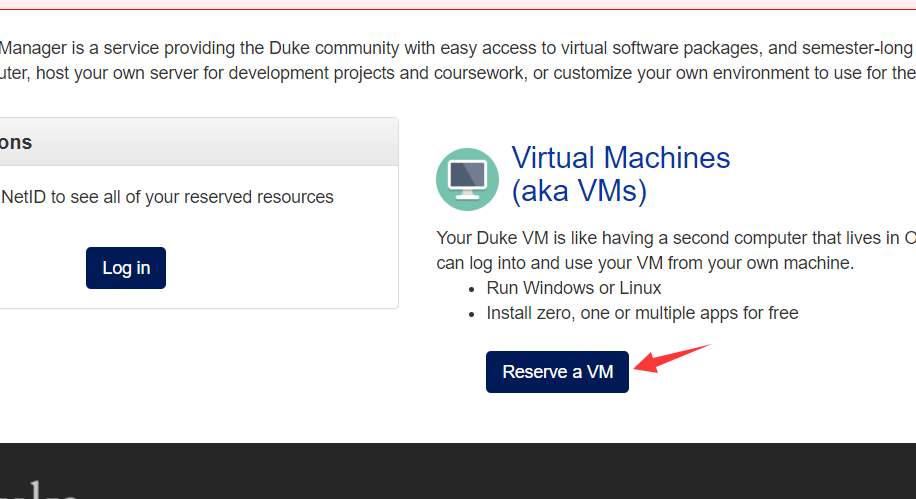 Manager is a service providing the Duke community with easy access to virtual software packages, and semester-long
uter, host your own server for development projects and coursework, or customize your own environment to use for the
ons
NetID to see all of your reserved resources
Log in
Virtual Machines
(aka VMs)
Your Duke VM is like having a second computer that lives in O
can log into and use your VM from your own machine.
• Run Windows or Linux
• Install zero, one or multiple apps for free
Reserve a VM